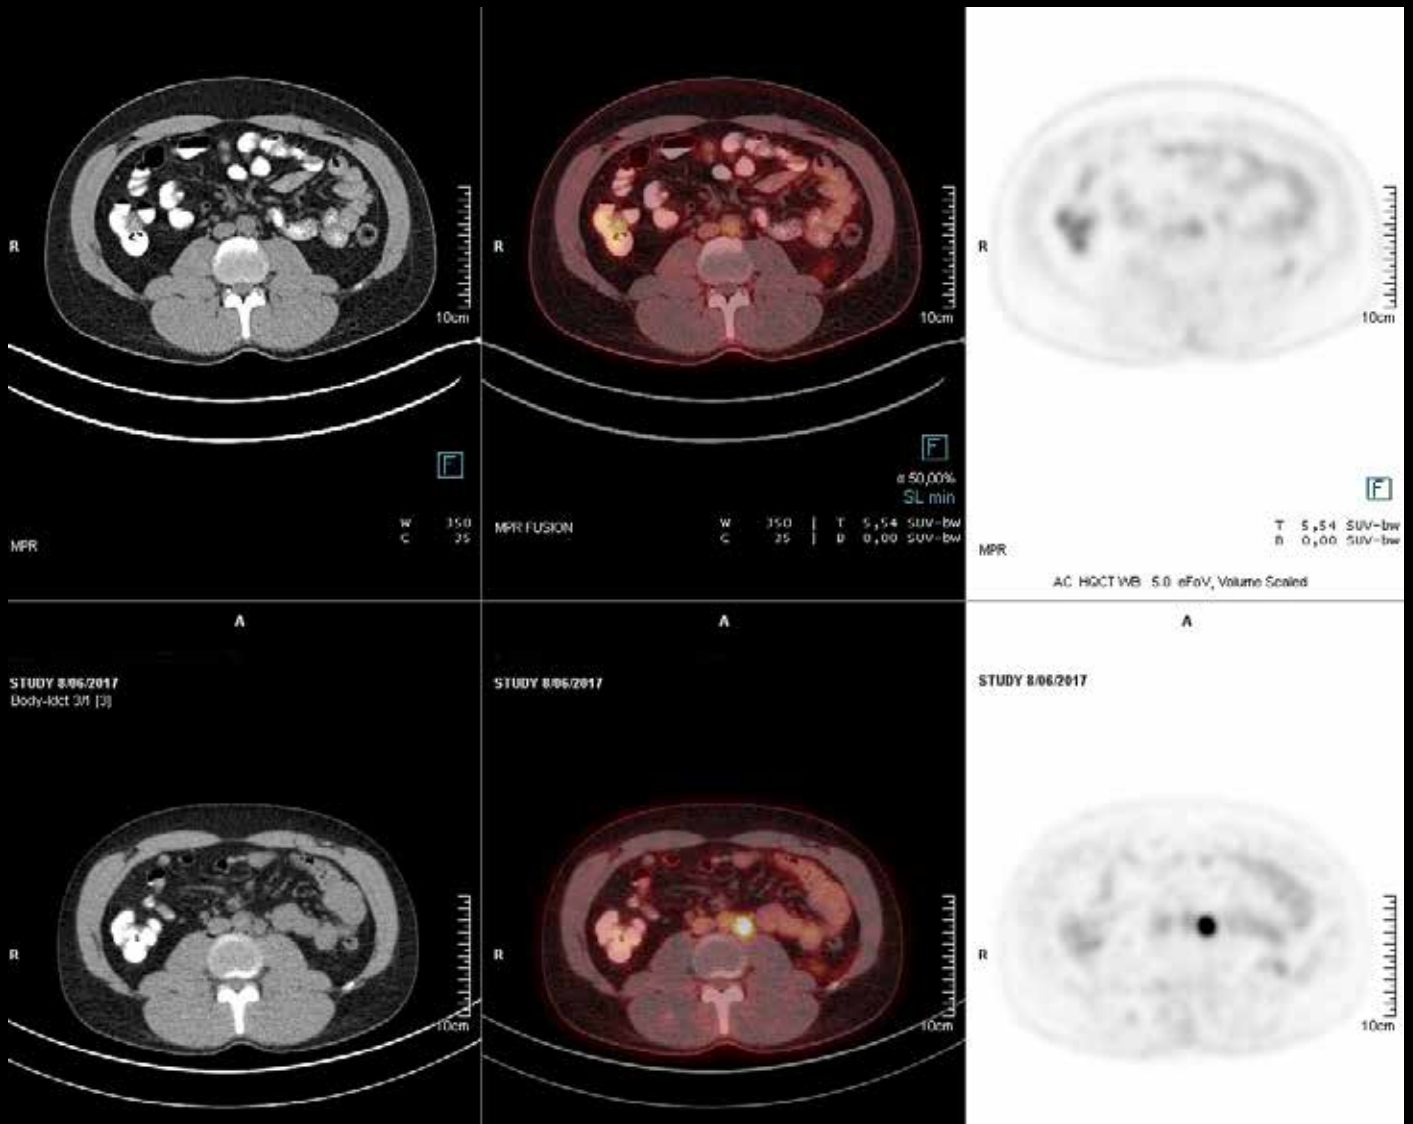 R
10cm
F
W 350
C 35
MPR
R
10cm
F
α 50,00%
SL min
MPR FUSION
W 350 | T 5,54 SUV-bw
C 35 | B 0,00 SUV-bw
R
10cm
F
T 5,54 SUV-bw
B 0,00 SUV-bw
MPR
AC HQCT WB 5.0 eFoV, Volume Scaled
A
STUDY 8/06/2017
Body-ldct 3/1 [3]
R
10cm
A
STUDY 8/06/2017
R
10cm
A
STUDY 8/06/2017
R
10cm